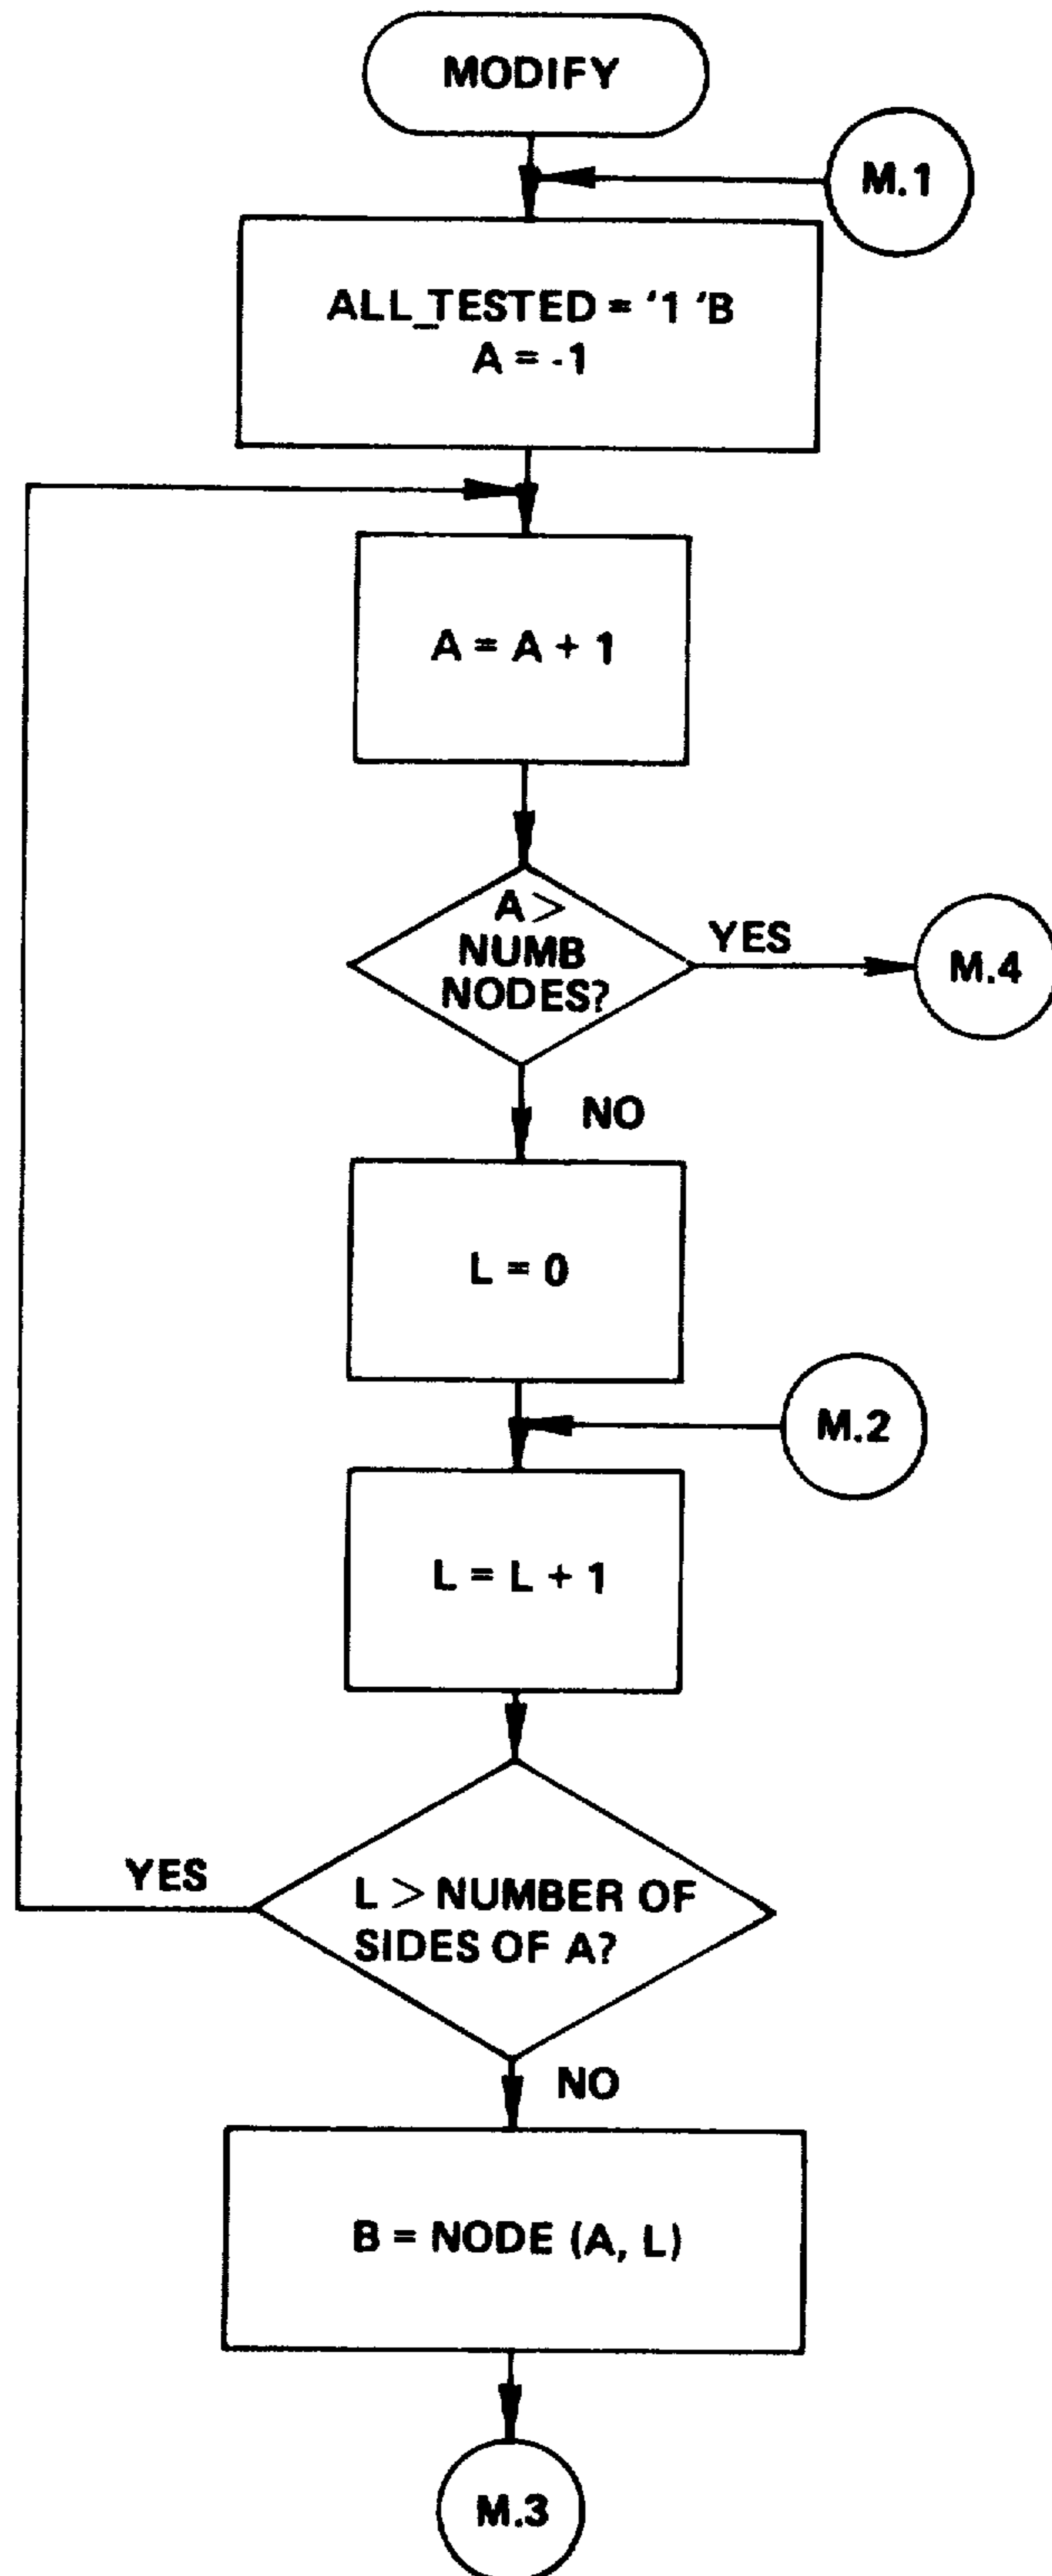 MODIFY
M.1
ALL_TESTED = '1 'B
A = -1
A = A + 1
A >
NUMB
NODES?
YES
M.4
NO
L = 0
M.2
L = L + 1
YES
L > NUMBER OF
SIDES OF A?
NO
B = NODE (A, L)
M.3